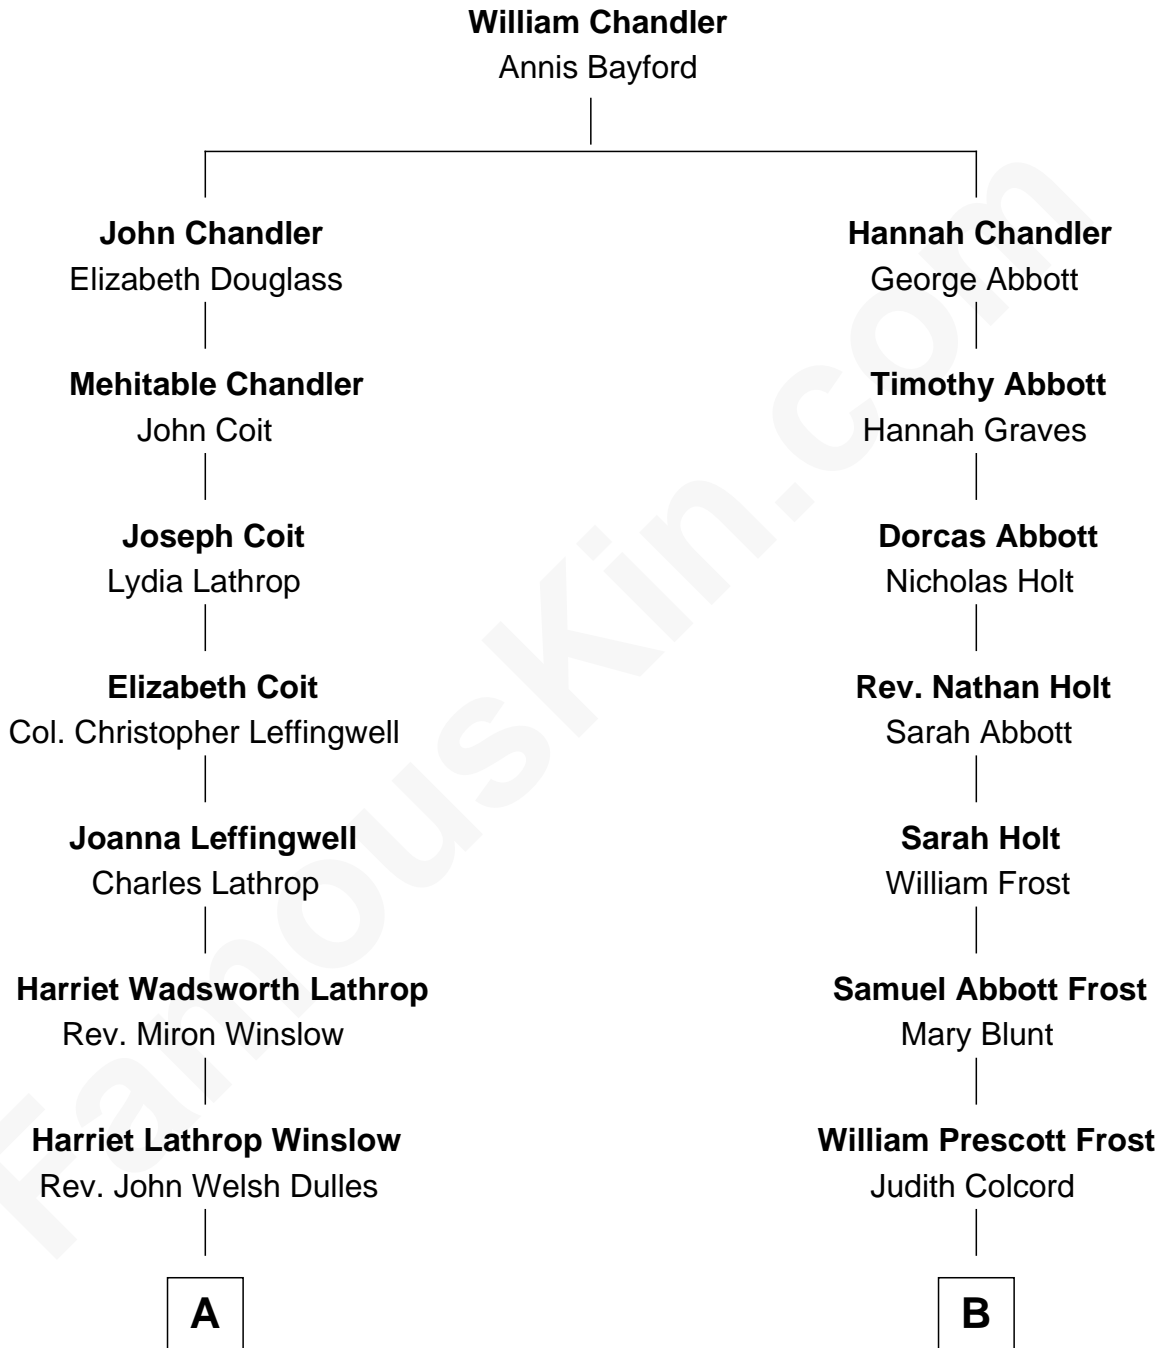 William Chandler
Annis Bayford
John Chandler
Elizabeth Douglass
Hannah Chandler
George Abbott
Mehitable Chandler
John Coit
Timothy Abbott
Hannah Graves
Joseph Coit
Lydia Lathrop
Dorcas Abbott
Nicholas Holt
Elizabeth Coit
Col. Christopher Leffingwell
Rev. Nathan Holt
Sarah Abbott
Joanna Leffingwell
Charles Lathrop
Sarah Holt
William Frost
Harriet Wadsworth Lathrop
Rev. Miron Winslow
Samuel Abbott Frost
Mary Blunt
Harriet Lathrop Winslow
Rev. John Welsh Dulles
William Prescott Frost
Judith Colcord
A
B
FamousKin.com